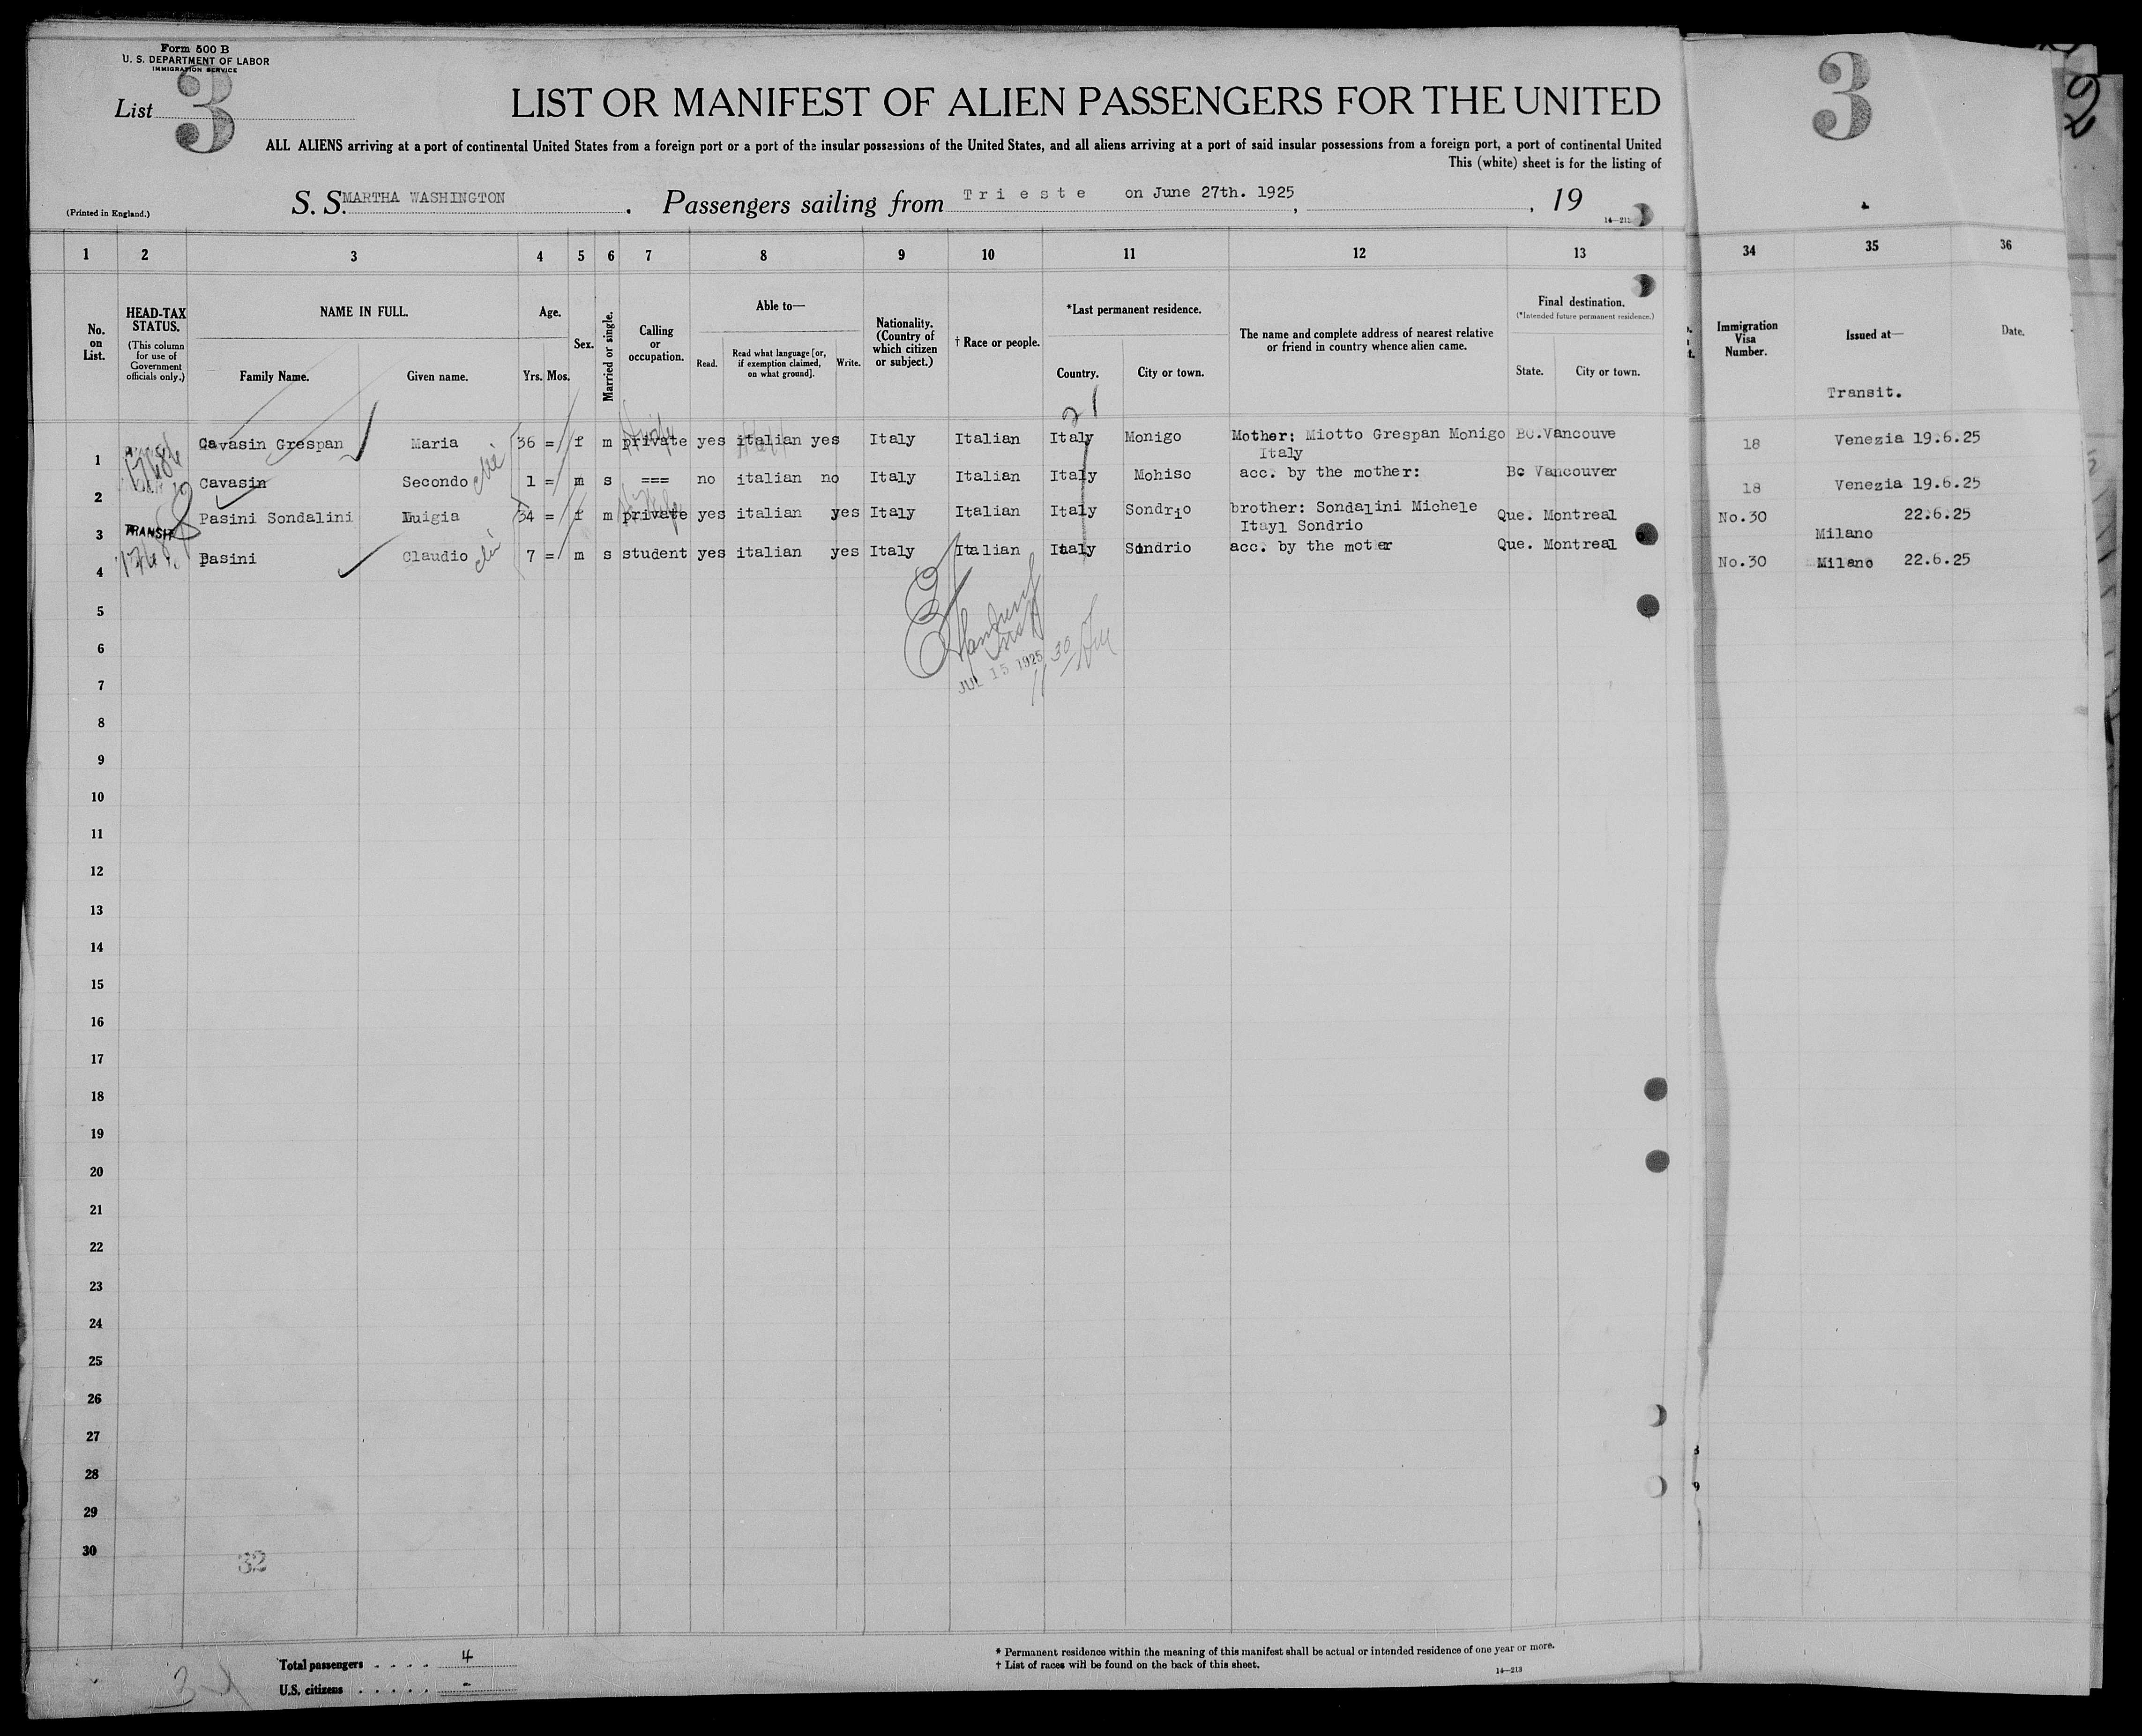 Form 500 B
U. S. DEPARTMENT OF LABOR
IMMIGRATION SERVICE
List 3
LIST OR MANIFEST OF ALIEN PASSENGERS FOR THE UNITED
ALL ALIENS arriving at a port of continental United States from a foreign port or a port of the insular possessions of the United States, and all aliens arriving at a port of said insular possessions from a foreign port, a port of continental United
This (white) sheet is for the listing of
(Printed in England.)
S. S. MARTHA WASHINGTON . Passengers sailing from Trieste on June 27th. 1925 , , 19
3
2
1 2 3 4 5 6 7 8 9 10 11 12 13 34 35 36
No. on List.
HEAD-TAX STATUS.
(This column for use of Government officials only.)
NAME IN FULL.
Family Name. Given name.
Age.
Yrs. Mos.
Sex.
Married or single.
Calling or occupation.
Able to—
Read. Read what language [or, if exemption claimed, on what ground]. Write.
Nationality. (Country of which citizen or subject.)
† Race or people.
*Last permanent residence.
Country. City or town.
The name and complete address of nearest relative or friend in country whence alien came.
Final destination.
(*Intended future permanent residence.)
State. City or town.
Immigration Visa Number.
Issued at—
Date.
Transit.
21
1 Cavasin Grespan Maria 36 = f m private yes italian yes Italy Italian Italy Monigo Mother: Miotto Grespan Monigo BC.Vancouve 18 Venezia 19.6.25
Italy
2 Cavasin Secondo 1 = m s === no italian no Italy Italian Italy Mohiso acc. by the mother: Bc Vancouver 18 Venezia 19.6.25
3 TRANSIT Pasini Sondalini Luigia 34 = f m private yes italian yes Italy Italian Italy Sondrio brother: Sondalini Michele Que. Montreal No.30 22.6.25
Itayl Sondrio Milano
4 Pasini Claudio 7 = m s student yes italian yes Italy Italian Italy Sondrio acc. by the moter Que. Montreal No.30 Milano 22.6.25
JUL 15 1925
11 30
5
6
7
8
9
10
11
12
13
14
15
16
17
18
19
20
21
22
23
24
25
26
27
28
29
30
32
Total passengers . . . . 4
U.S. citizens . . . . . -
* Permanent residence within the meaning of this manifest shall be actual or intended residence of one year or more.
† List of races will be found on the back of this sheet.
14—213